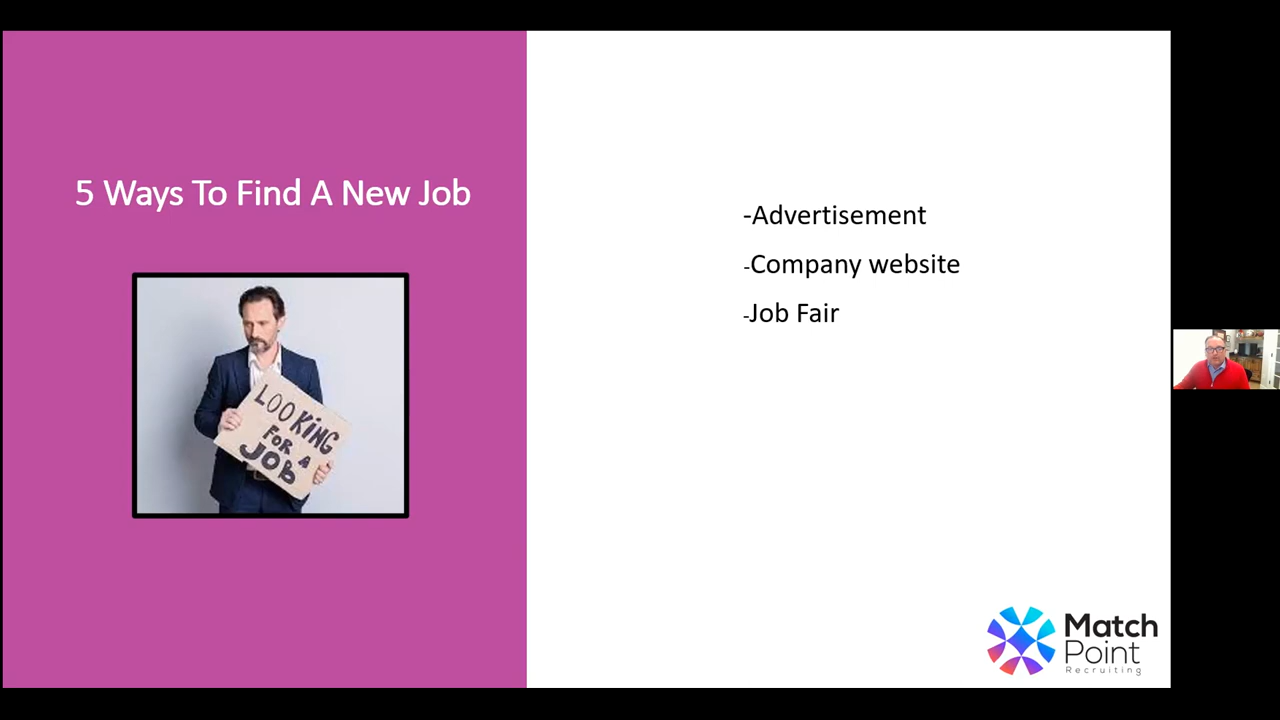 5 Ways To Find A New Job
LOOKING
FOR A
JOB
-Advertisement
-Company website
-Job Fair
Match
Point
Recruiting